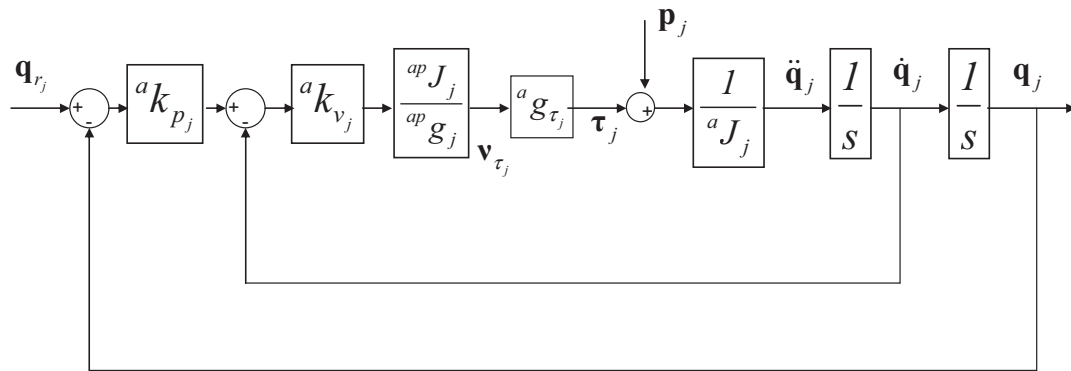 𝐩_j
𝐪_{r_j}
+
-
^a k_{p_j}
+
-
^a k_{v_j}
^{ap} J_j
^{ap} g_j
𝛎_{τ_j}
^a g_{τ_j}
𝛕_j
+
1
^a J_j
q̈_j
1
s
q̇_j
1
s
𝐪_j